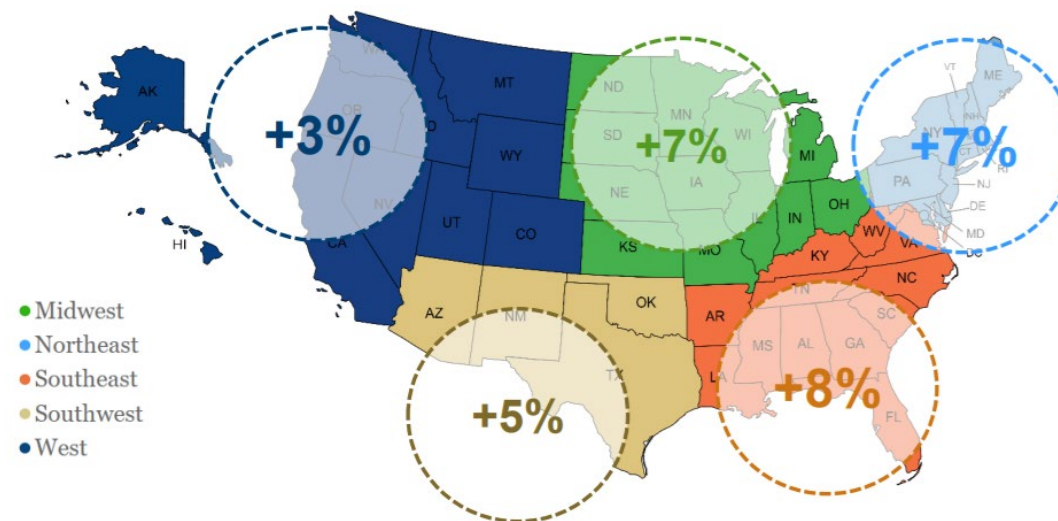 AK
HI
WA
OR
MT
WY
NV
CA
UT
CO
+3%
ND
SD
NE
KS
MN
IA
WI
MO
IL
MI
IN
OH
+7%
VT
ME
NH
NY
CT
RI
PA
NJ
DE
MD
DC
+7%
AZ
NM
OK
TX
+5%
AR
LA
KY
WV
VA
TN
NC
SC
MS
AL
GA
FL
+8%
Midwest
Northeast
Southeast
Southwest
West